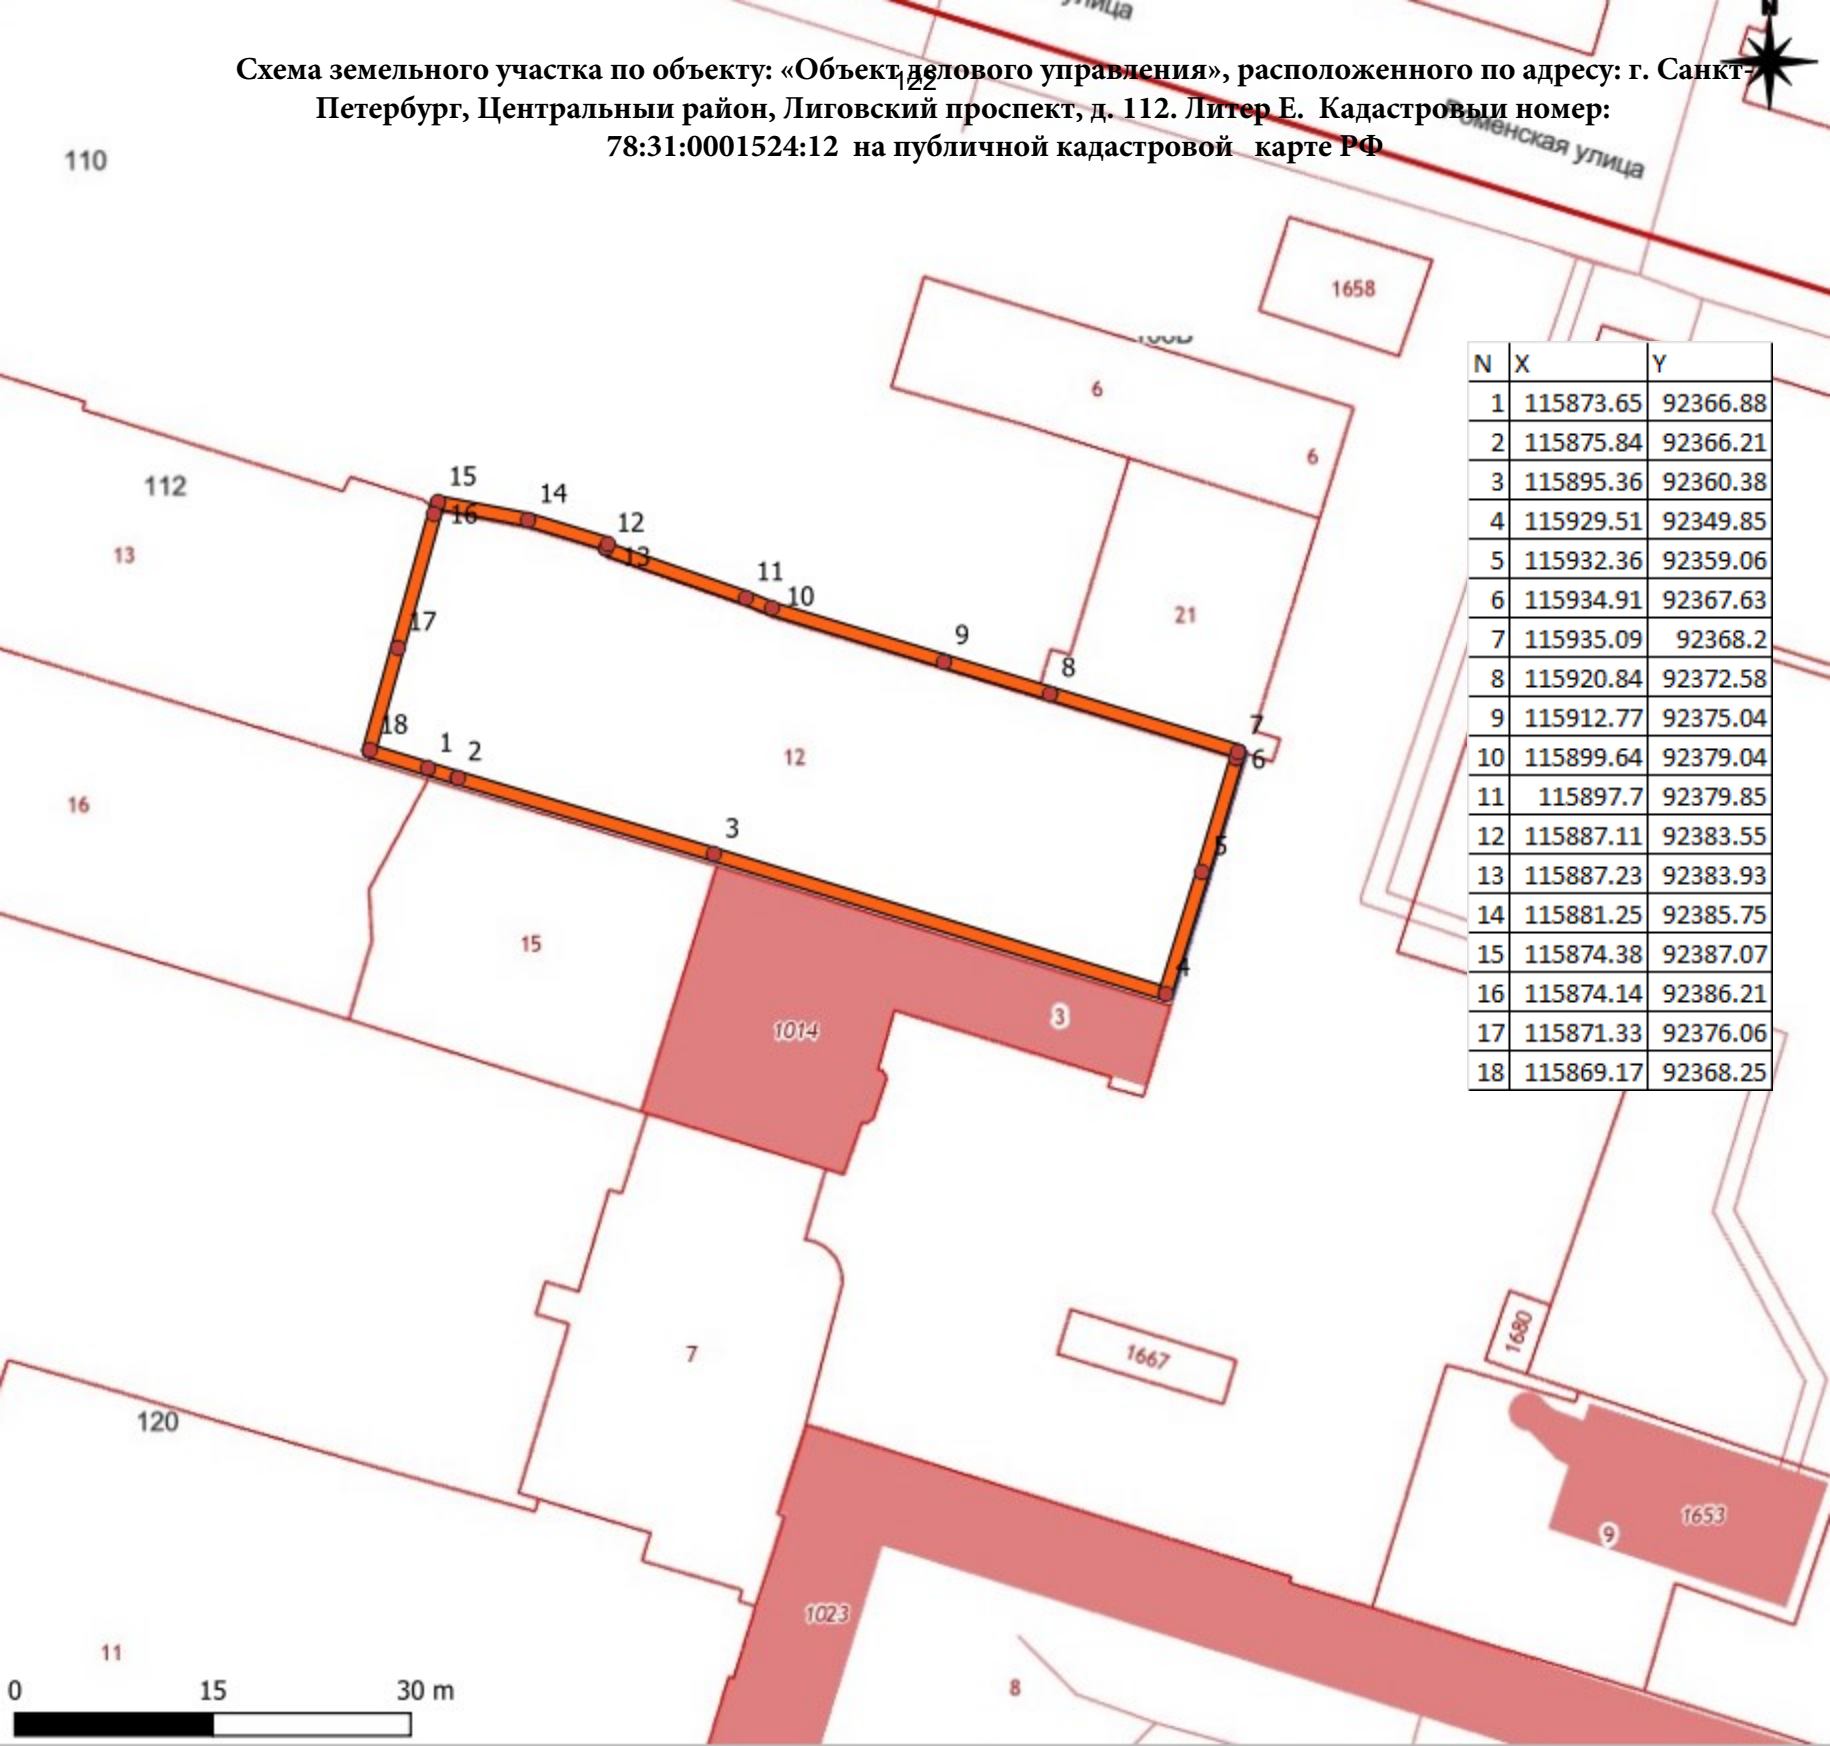 улица
N
Схема земельного участка по объекту: «Объект делового управления», расположенного по адресу: г. Санкт-
122
Петербург, Центральныи район, Лиговский проспект, д. 112. Литер Е. Кадастровыи номер:
Роменская улица
78:31:0001524:12 на публичной кадастровой карте РФ
110
1658
6
6
N X Y
1 115873.65 92366.88
2 115875.84 92366.21
3 115895.36 92360.38
4 115929.51 92349.85
5 115932.36 92359.06
6 115934.91 92367.63
7 115935.09 92368.2
8 115920.84 92372.58
9 115912.77 92375.04
10 115899.64 92379.04
11 115897.7 92379.85
12 115887.11 92383.55
13 115887.23 92383.93
14 115881.25 92385.75
15 115874.38 92387.07
16 115874.14 92386.21
17 115871.33 92376.06
18 115869.17 92368.25
112
13
15
14
16
12
13
11
10
21
17
9
8
18
1
2
7
6
12
16
3
5
15
4
1014
3
7
1667
1680
120
1653
9
1023
11
8
0 15 30 m